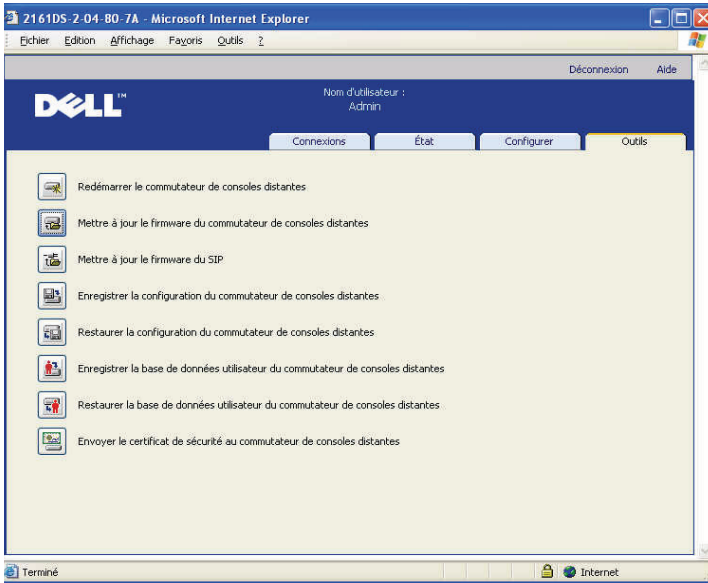 2161DS-2-04-80-7A - Microsoft Internet Explorer
Fichier Edition Affichage Favoris Outils ?
Déconnexion Aide
DELL™
Nom d'utilisateur :
Admin
Connexions État Configurer Outils
Redémarrer le commutateur de consoles distantes
Mettre à jour le firmware du commutateur de consoles distantes
Mettre à jour le firmware du SIP
Enregistrer la configuration du commutateur de consoles distantes
Restaurer la configuration du commutateur de consoles distantes
Enregistrer la base de données utilisateur du commutateur de consoles distantes
Restaurer la base de données utilisateur du commutateur de consoles distantes
Envoyer le certificat de sécurité au commutateur de consoles distantes
Terminé Internet